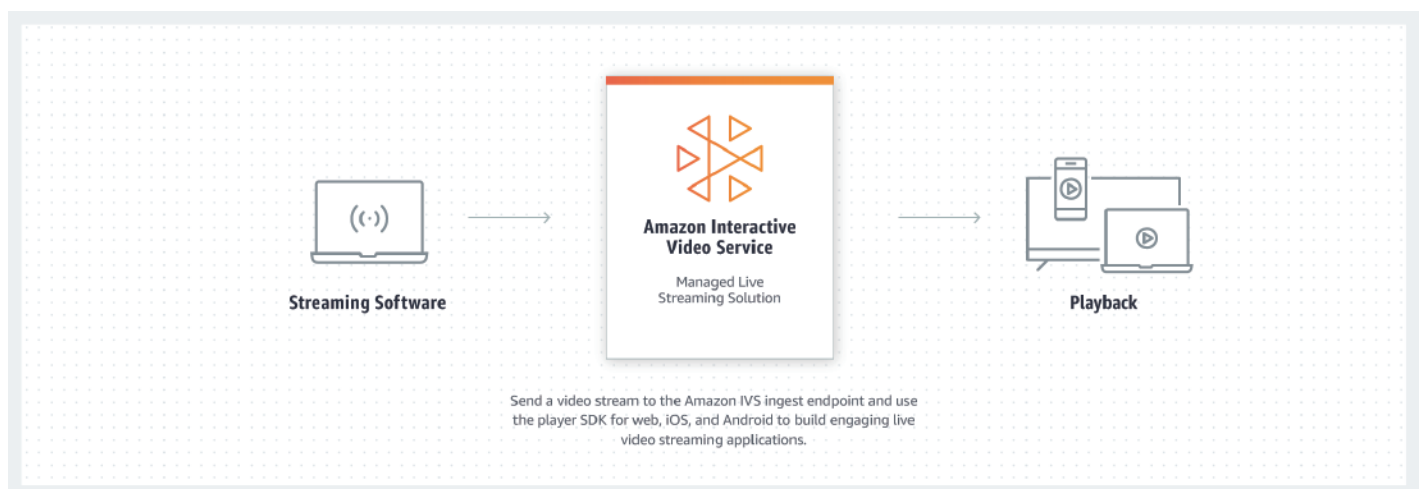 Amazon Interactive
Video Service
Managed Live
Streaming Solution
Streaming Software
Playback
Send a video stream to the Amazon IVS ingest endpoint and use
the player SDK for web, iOS, and Android to build engaging live
video streaming applications.